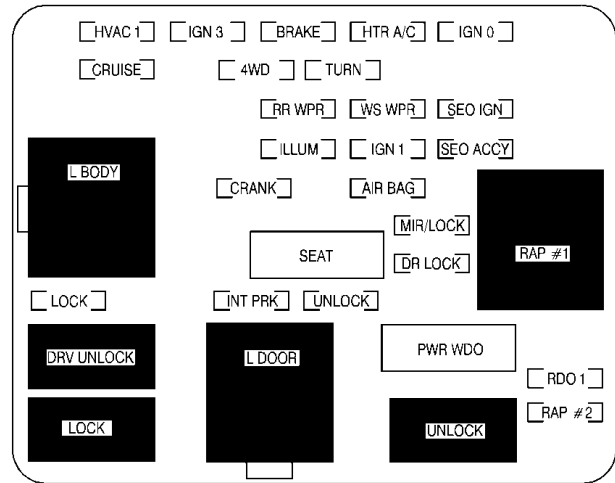 HVAC 1 IGN 3 BRAKE HTR A/C IGN 0
CRUISE 4WD TURN
RR WPR WS WPR SEO IGN
ILLUM IGN 1 SEO ACCY
L BODY
CRANK AIR BAG
MIR/LOCK
SEAT
RAP #1
DR LOCK
LOCK INT PRK UNLOCK
DRV UNLOCK L DOOR PWR WDO
RDO 1
RAP #2
LOCK UNLOCK